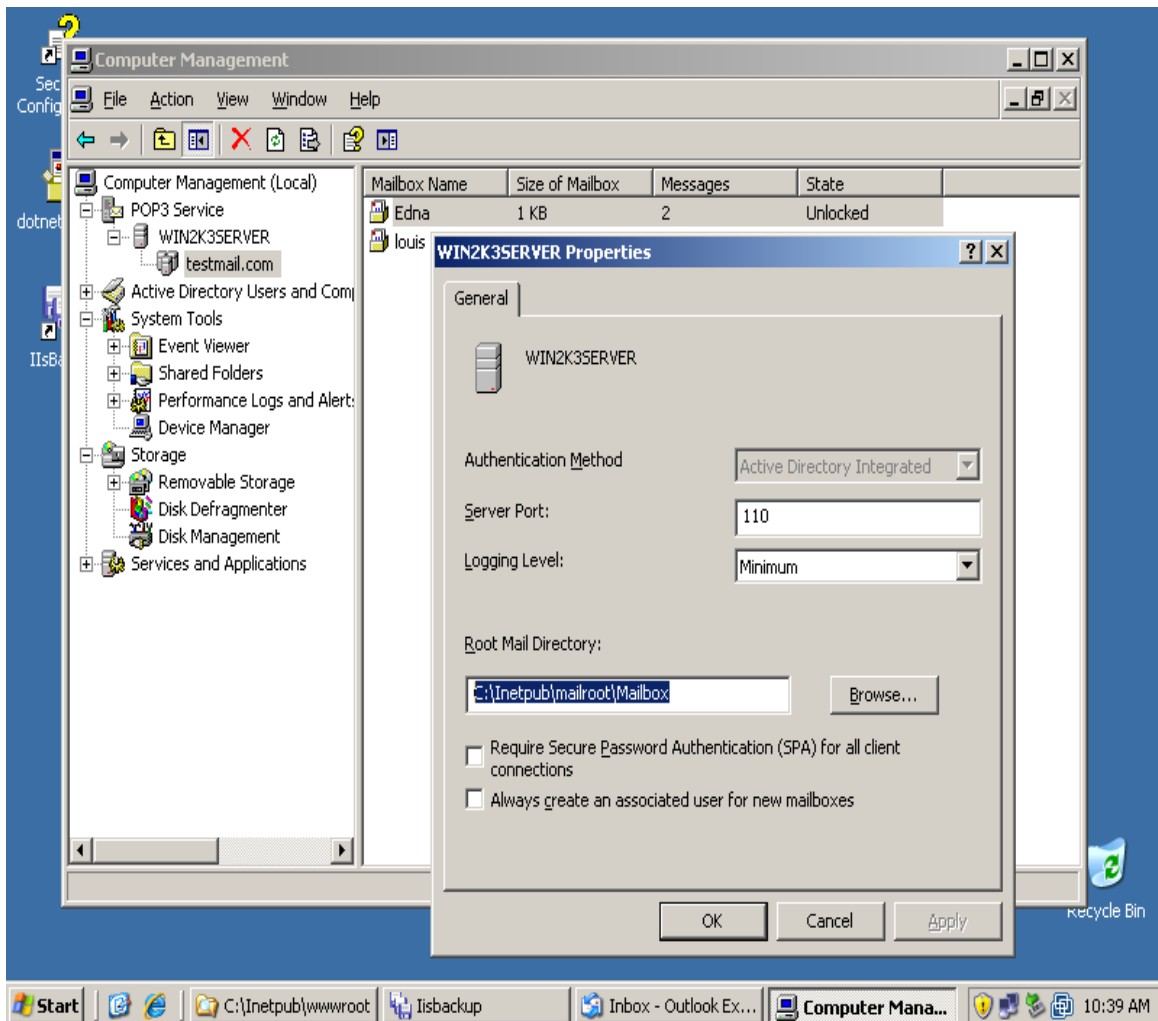 Sec
Config
dotnet
IIsBa
Computer Management
File Action View Window Help
Computer Management (Local)
POP3 Service
WIN2K3SERVER
testmail.com
Active Directory Users and Comp
System Tools
Event Viewer
Shared Folders
Performance Logs and Alert
Device Manager
Storage
Removable Storage
Disk Defragmenter
Disk Management
Services and Applications
Mailbox Name Size of Mailbox Messages State
Edna 1 KB 2 Unlocked
louis
WIN2K3SERVER Properties
General
WIN2K3SERVER
Authentication Method Active Directory Integrated
Server Port: 110
Logging Level: Minimum
Root Mail Directory:
C:\Inetpub\mailroot\Mailbox Browse...
Require Secure Password Authentication (SPA) for all client
connections
Always create an associated user for new mailboxes
OK Cancel Apply
Recycle Bin
Start C:\Inetpub\wwwroot Iisbackup Inbox - Outlook Ex... Computer Mana... 10:39 AM